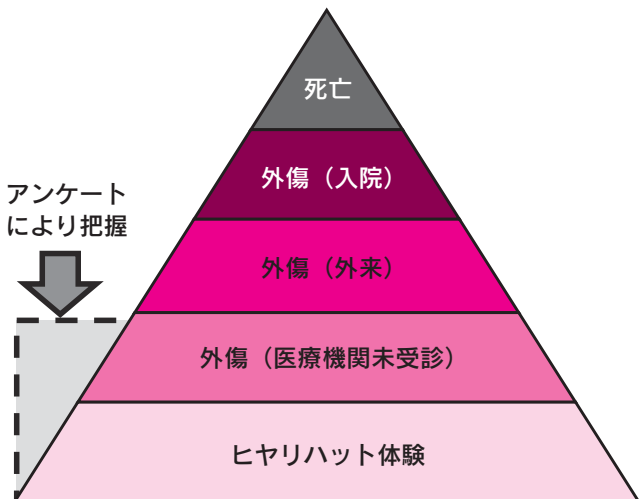 死亡
外傷（入院）
アンケート
により把握
外傷（外来）
外傷（医療機関未受診）
ヒヤリハット体験